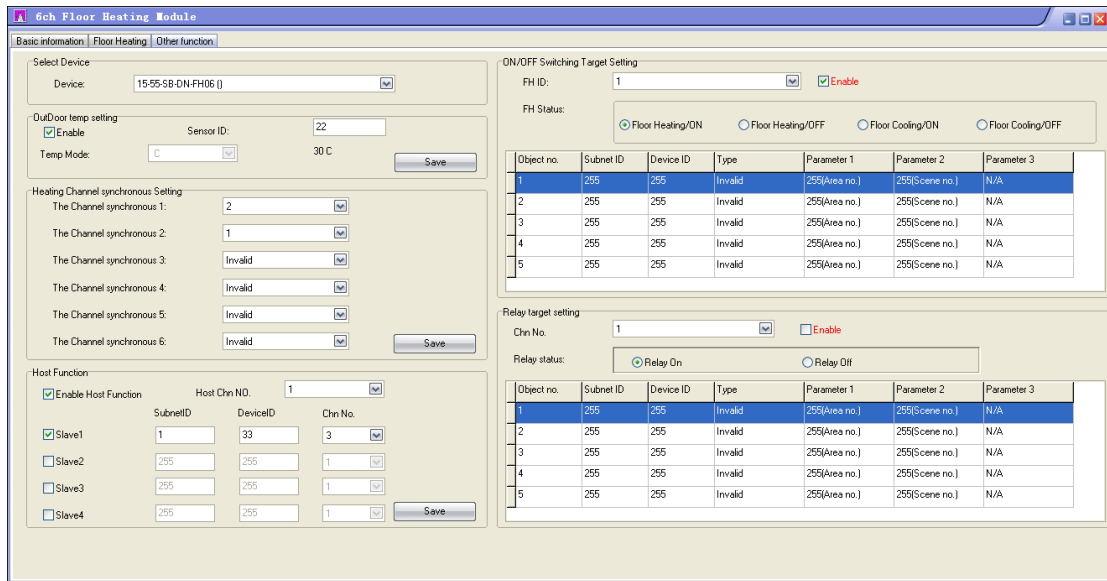 6ch Floor Heating Module
Basic information Floor Heating Other function
Select Device
Device: 15-55-SB-DN-FH06 ()
OutDoor temp setting
Enable Sensor ID: 22
Temp Mode: C 30 C Save
Heating Channel synchronous Setting
The Channel synchronous 1: 2
The Channel synchronous 2: 1
The Channel synchronous 3: Invalid
The Channel synchronous 4: Invalid
The Channel synchronous 5: Invalid
The Channel synchronous 6: Invalid Save
Host Function
Enable Host Function Host Chn NO. 1
SubnetID DeviceID Chn No.
Slave1 1 33 3
Slave2 255 255 1
Slave3 255 255 1
Slave4 255 255 1 Save
ON/OFF Switching Target Setting
FH ID: 1 Enable
FH Status: Floor Heating/ON Floor Heating/OFF Floor Cooling/ON Floor Cooling/OFF
Object no. Subnet ID Device ID Type Parameter 1 Parameter 2 Parameter 3
1 255 255 Invalid 255(Area no.) 255(Scene no.) N/A
2 255 255 Invalid 255(Area no.) 255(Scene no.) N/A
3 255 255 Invalid 255(Area no.) 255(Scene no.) N/A
4 255 255 Invalid 255(Area no.) 255(Scene no.) N/A
5 255 255 Invalid 255(Area no.) 255(Scene no.) N/A
Relay target setting
Chn No. 1 Enable
Relay status: Relay On Relay Off
Object no. Subnet ID Device ID Type Parameter 1 Parameter 2 Parameter 3
1 255 255 Invalid 255(Area no.) 255(Scene no.) N/A
2 255 255 Invalid 255(Area no.) 255(Scene no.) N/A
3 255 255 Invalid 255(Area no.) 255(Scene no.) N/A
4 255 255 Invalid 255(Area no.) 255(Scene no.) N/A
5 255 255 Invalid 255(Area no.) 255(Scene no.) N/A